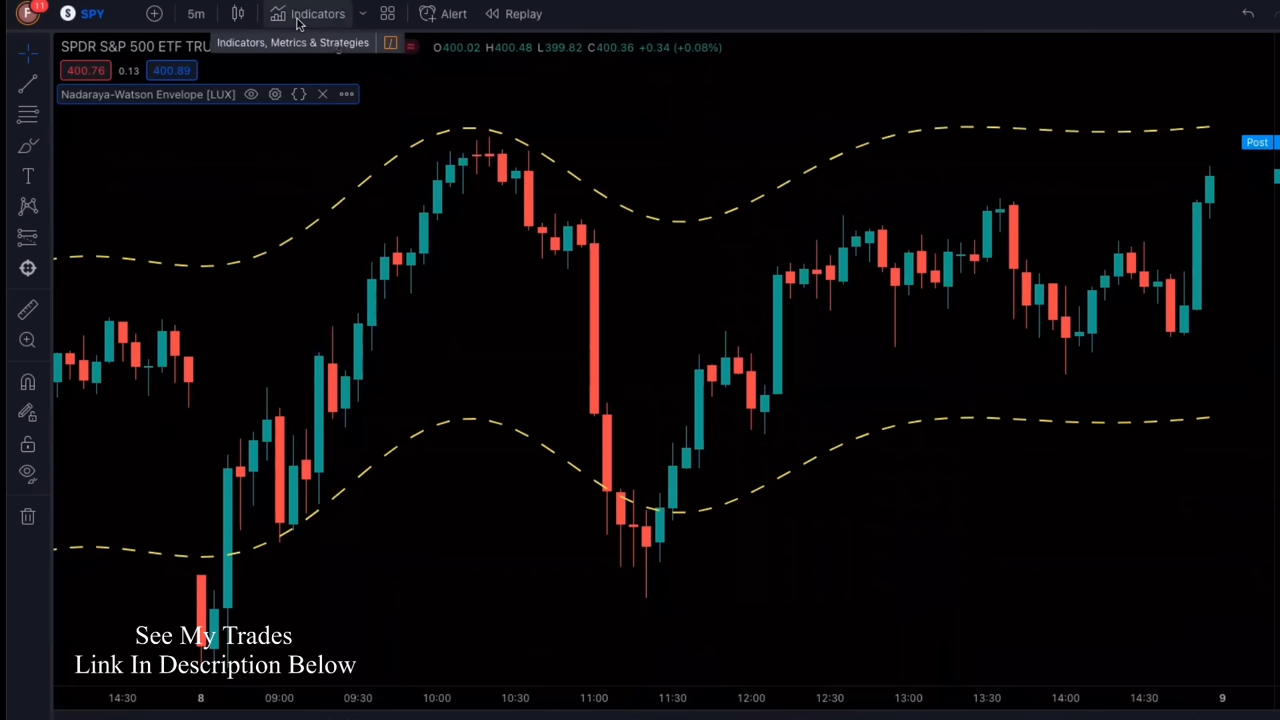 F 11 S SPY 5m Indicators Alert Replay
Indicators, Metrics & Strategies /
SPDR S&P 500 ETF TRU O400.02 H400.48 L399.82 C400.36 +0.34 (+0.08%)
400.76 0.13 400.89
Nadaraya-Watson Envelope [LUX]
Post
T
See My Trades
Link In Description Below
14:30 8 09:00 09:30 10:00 10:30 11:00 11:30 12:00 12:30 13:00 13:30 14:00 14:30 9